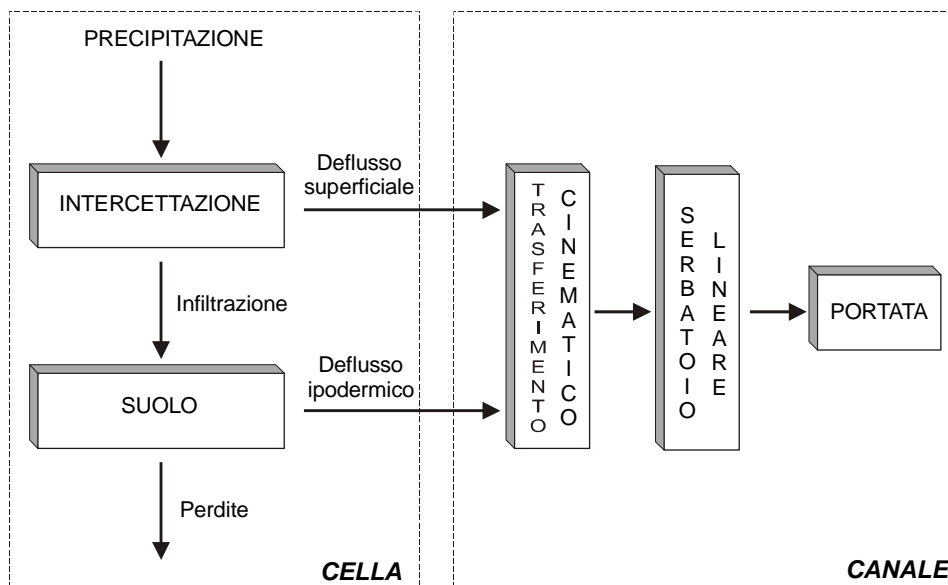 PRECIPITAZIONE
INTERCETTAZIONE
Deflusso
superficiale
Infiltrazione
SUOLO
Deflusso
ipodermico
Perdite
CELLA
TRASFERIMENTO
CINEMATICO
SERBATOIO
LINEARE
PORTATA
CANALE